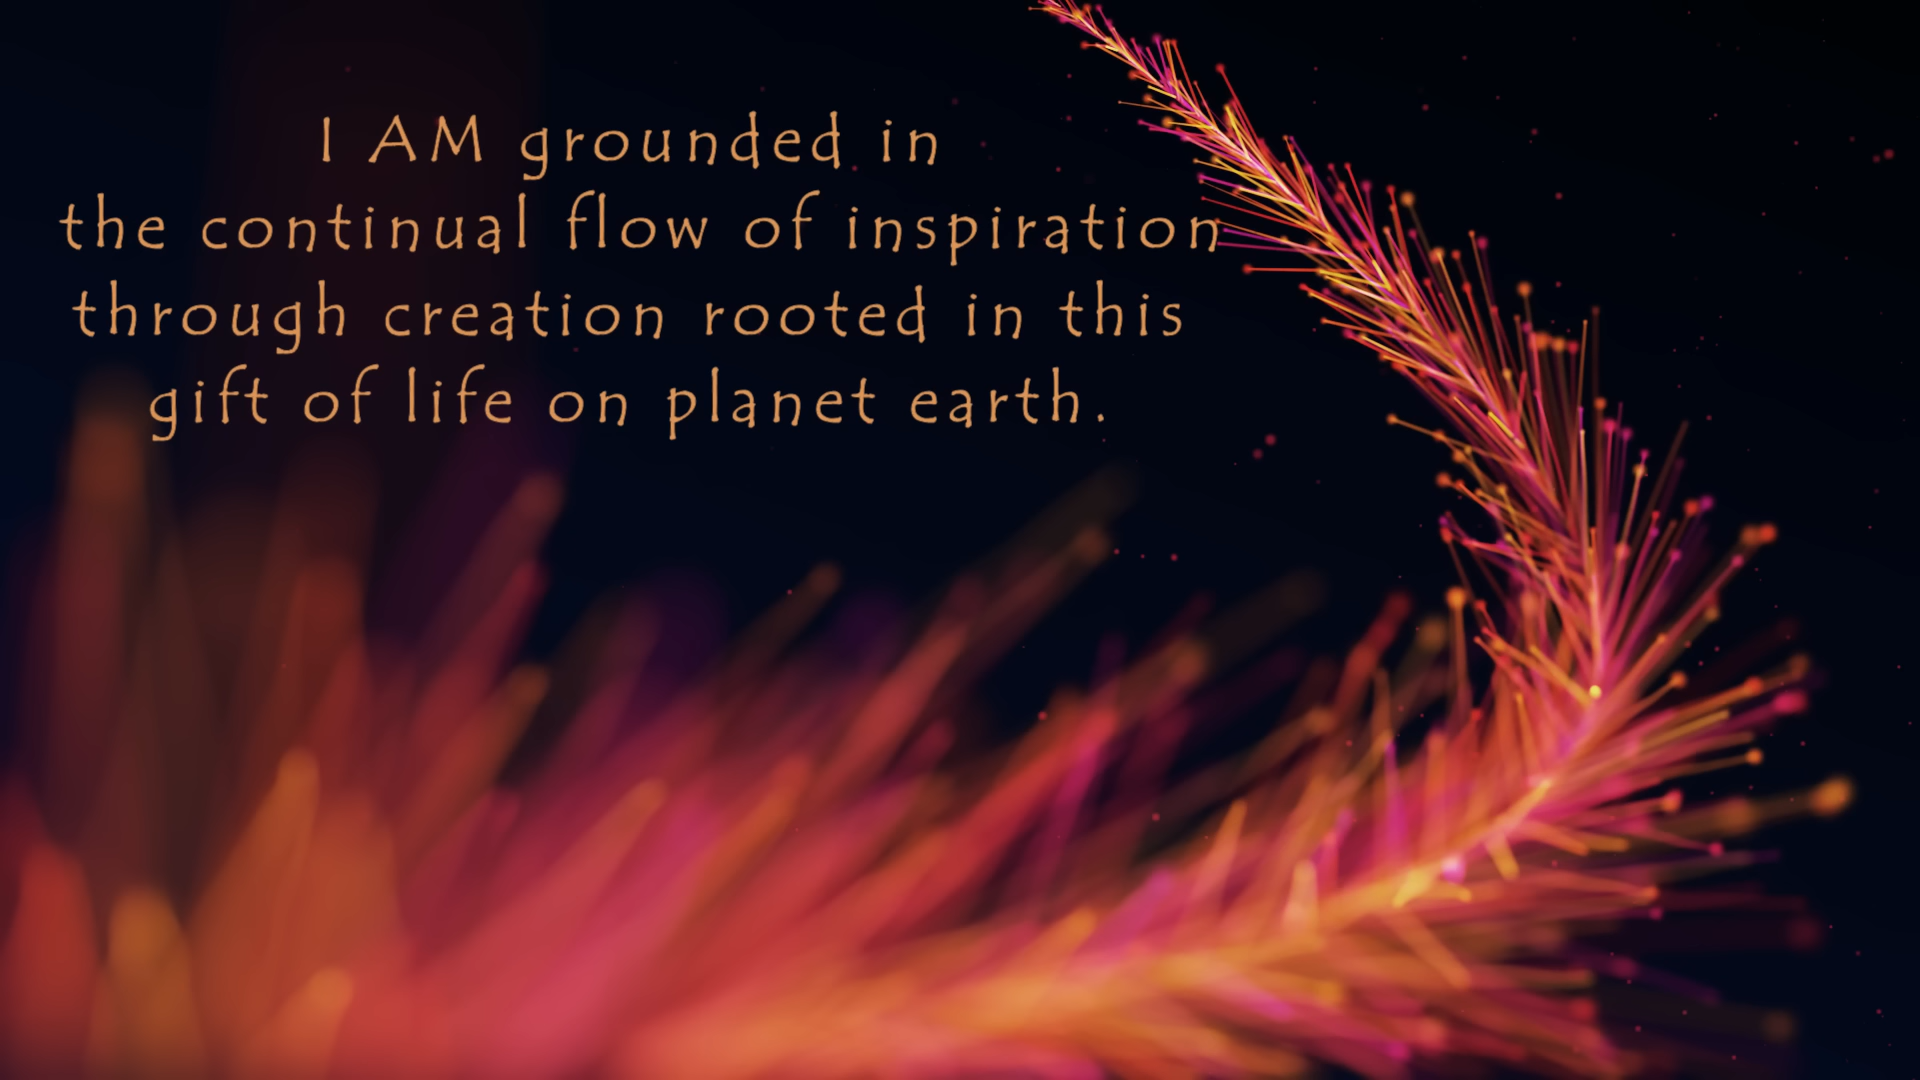 I AM grounded in
the continual flow of inspiration
through creation rooted in this
gift of life on planet earth.